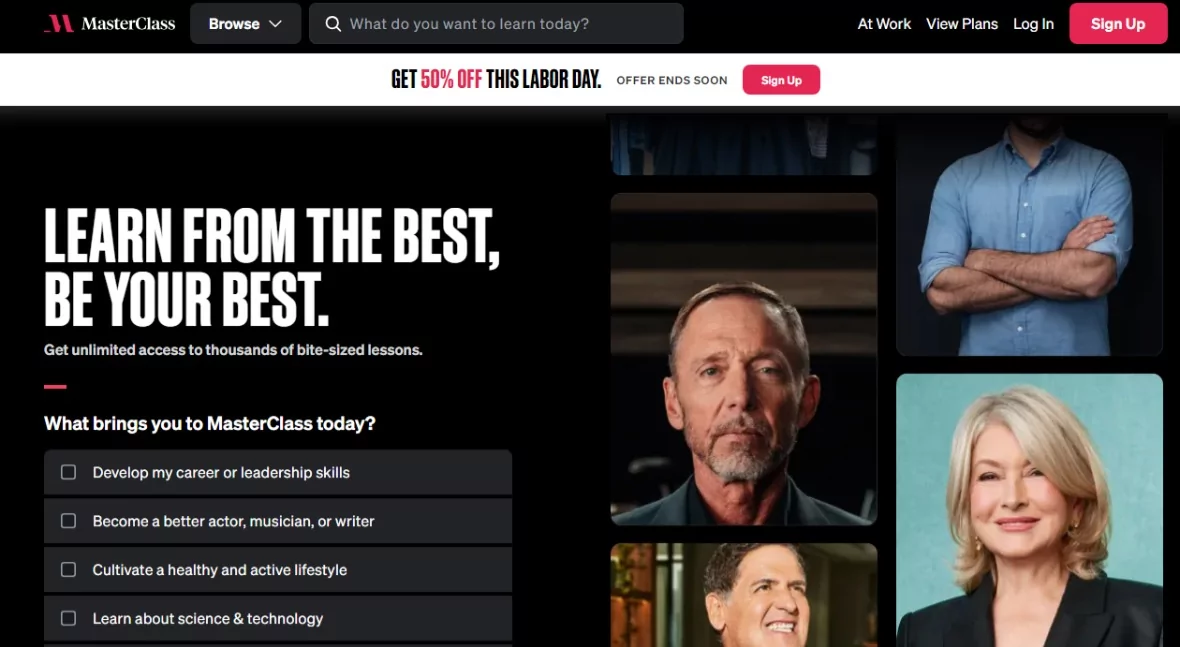 MasterClass
Browse
What do you want to learn today?
At Work
View Plans
Log In
Sign Up
GET 50% OFF THIS LABOR DAY.
OFFER ENDS SOON
Sign Up
LEARN FROM THE BEST,
BE YOUR BEST.
Get unlimited access to thousands of bite-sized lessons.
What brings you to MasterClass today?
Develop my career or leadership skills
Become a better actor, musician, or writer
Cultivate a healthy and active lifestyle
Learn about science & technology